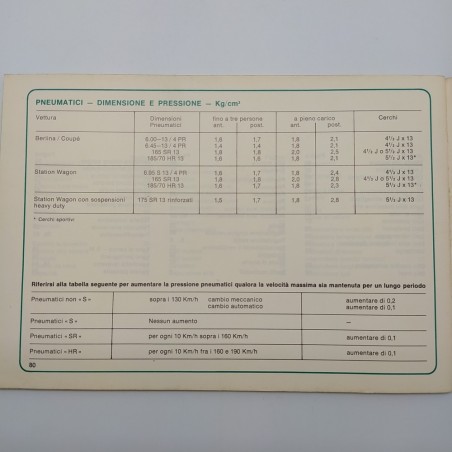 PNEUMATICI — DIMENSIONE E PRESSIONE — Kg/cm²
Vettura Dimensioni Pneumatici fino a tre persone ant. post. a pieno carico ant. post. Cerchi
Berlina / Coupé 6.00-13 / 4 PR 1,6 1,7 1,8 2,1 4½ J x 13
6.45-13 / 4 PR 1,4 1,4 1,8 2,1 4½ J x 13
165 SR 13 1,8 1,8 2,0 2,5 4½ J o 5½ J x 13
185/70 HR 13 1,6 1,6 1,8 2,1 5½ J x 13*
Station Wagon 13 / 4 PR 1,6 1,7 1,8 2,4 4½ J x 13
165 SR 13 1,8 1,8 2,0 2,8 4½ J o 5½ J x 13
HR 13 1,6 1,7 1,8 2,3 5½ J x 13*
Station Wagon con sospensioni 175 SR 13 rinforzati 1,5 1,7 1,8 2,8 5½ J x 13
heavy duty
* Cerchi sportivi
Riferirsi alla tabella seguente per aumentare la pressione pneumatici qualora la velocità massima sia mantenuta per un lungo periodo
Pneumatici non «S» sopra i 130 Km/h cambio meccanico aumentare di 0,2
cambio automatico aumentare di 0,1
Pneumatici «S» Nessun aumento —
Pneumatici «SR» per ogni 10 Km/h sopra i 160 Km/h aumentare di 0,1
Pneumatici «HR» per ogni 10 Km/h fra i 160 e 190 Km/h aumentare di 0,1
80